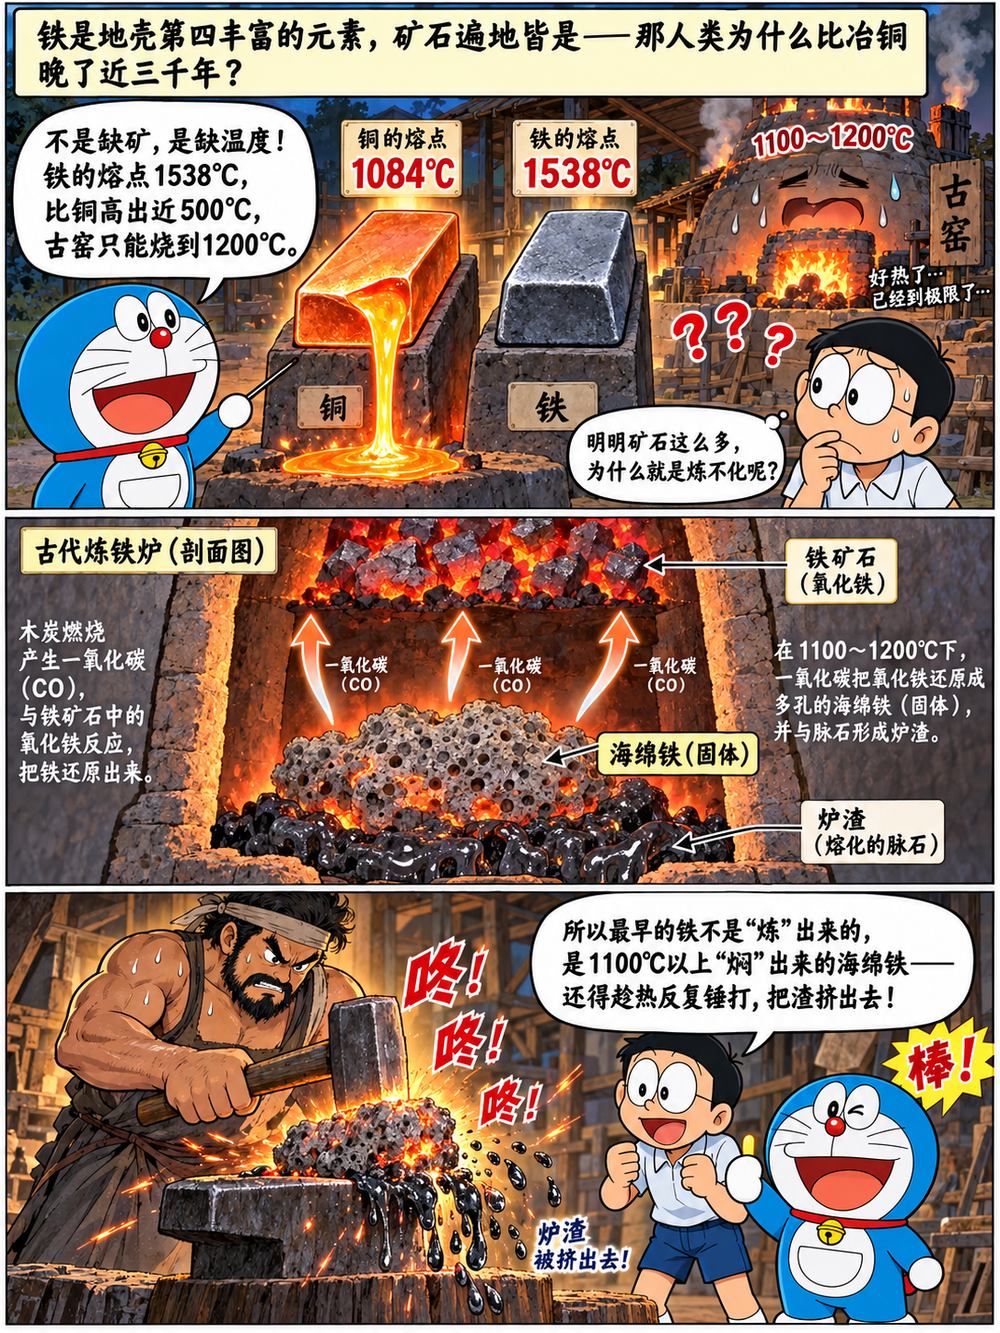 铁是地壳第四丰富的元素，矿石遍地皆是——那人类为什么比冶铜
晚了近三千年？
不是缺矿，是缺温度！
铁的熔点1538℃，
比铜高出近500℃，
古窑只能烧到1200℃。
铜的熔点
1084℃
铁的熔点
1538℃
1100～1200℃
古窑
好热了…
已经到极限了…
铜
铁
？？？
明明矿石这么多，
为什么就是炼不化呢？
古代炼铁炉（剖面图）
铁矿石
（氧化铁）
木炭燃烧
产生一氧化碳
（CO），
与铁矿石中的
氧化铁反应，
把铁还原出来。
一氧化碳
（CO）
一氧化碳
（CO）
一氧化碳
（CO）
在1100～1200℃下，
一氧化碳把氧化铁还原成
多孔的海绵铁（固体），
并与脉石形成炉渣。
海绵铁（固体）
炉渣
（熔化的脉石）
所以最早的铁不是“炼”出来的，
是1100℃以上“焖”出来的海绵铁——
还得趁热反复锤打，把渣挤出去！
咚！
咚！
咚！
棒！
炉渣
被挤出去！